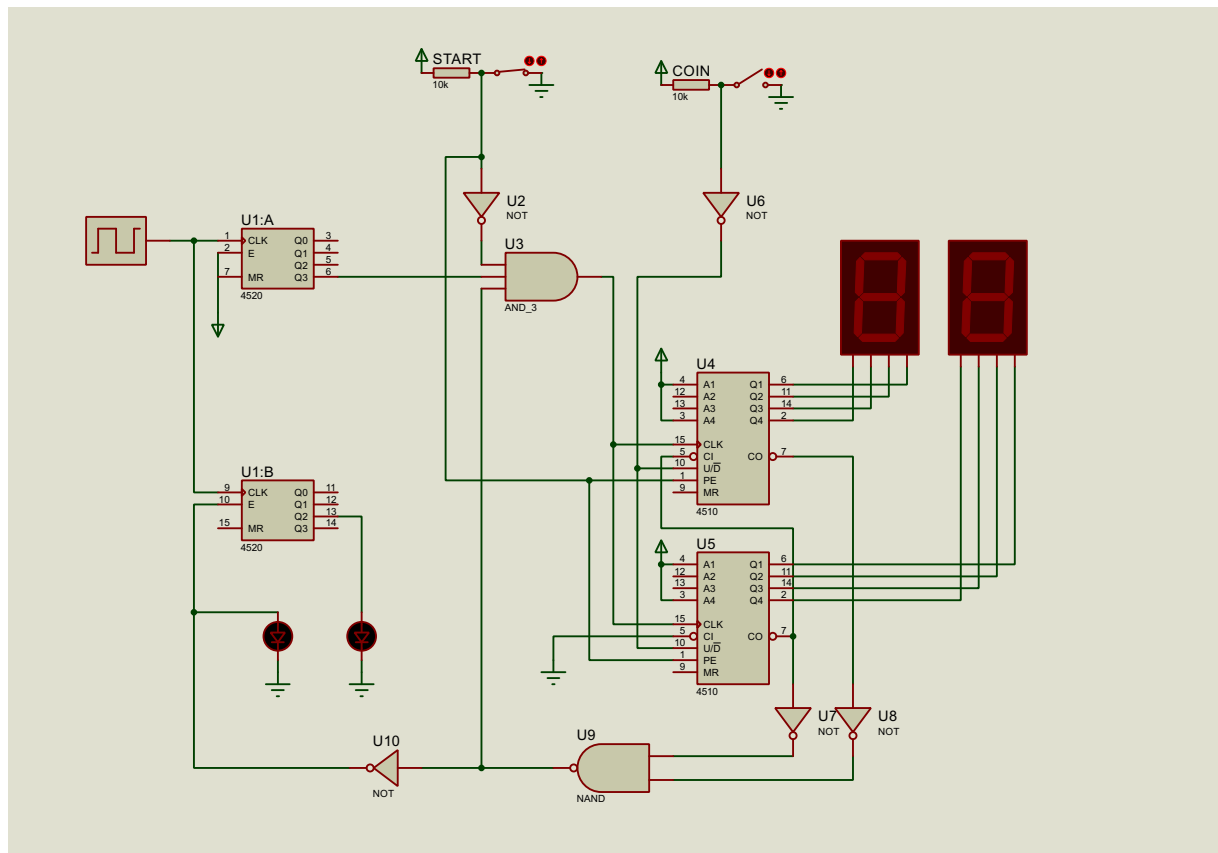 START
10k
COIN
10k
U2
NOT
U6
NOT
U1:A
1 CLK Q0 3
2 E Q1 4
Q2 5
7 MR Q3 6
4520
U3
AND_3
U4
4 A1 Q1 6
12 A2 Q2 11
13 A3 Q3 14
3 A4 Q4 2
15 CLK
5 CI CO 7
10 U/D
1 PE
9 MR
4510
U1:B
9 CLK Q0 11
10 E Q1 12
Q2 13
15 MR Q3 14
4520
U5
4 A1 Q1 6
12 A2 Q2 11
13 A3 Q3 14
3 A4 Q4 2
15 CLK
5 CI CO 7
10 U/D
1 PE
9 MR
4510
U7
NOT
U8
NOT
U9
NAND
U10
NOT